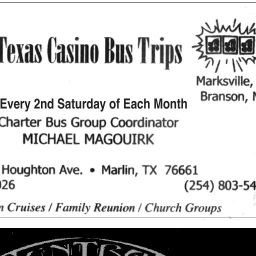 Texas Casino Bus Trips
Marksville,
Branson,
Every 2nd Saturday of Each Month
Charter Bus Group Coordinator
MICHAEL MAGOUIRK
Houghton Ave. • Marlin, TX 76661
026
(254) 803-54
Cruises / Family Reunion / Church Groups